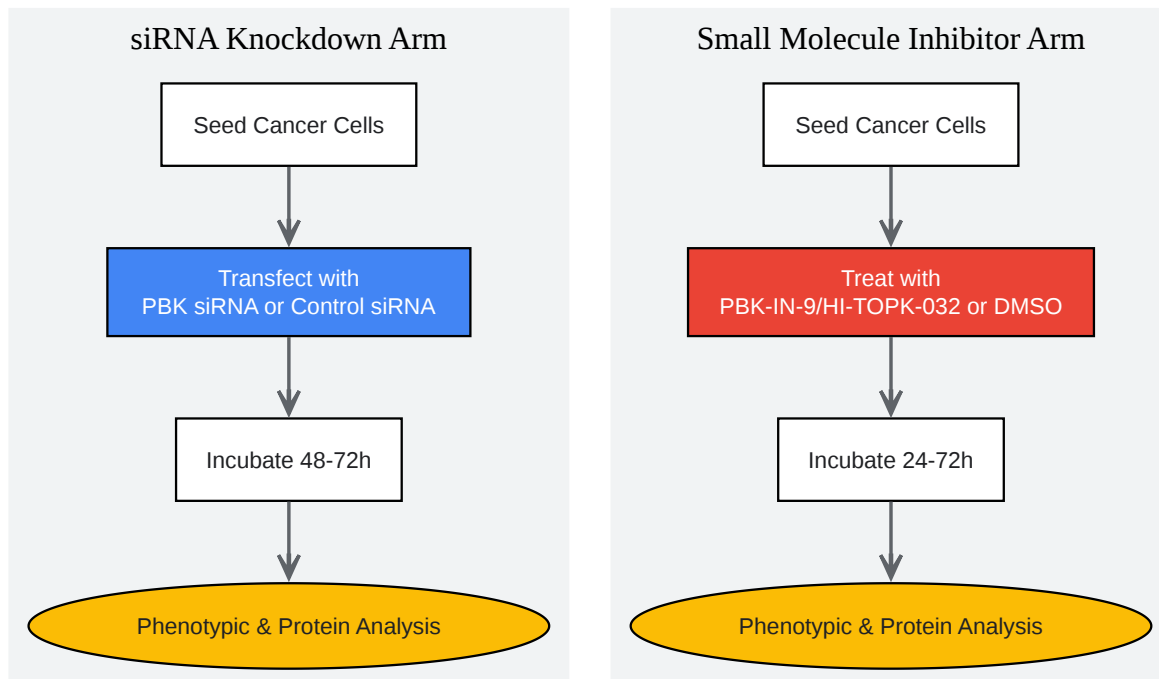 siRNA Knockdown Arm
Seed Cancer Cells
Transfect with
PBK siRNA or Control siRNA
Incubate 48-72h
Phenotypic & Protein Analysis
Small Molecule Inhibitor Arm
Seed Cancer Cells
Treat with
PBK-IN-9/HI-TOPK-032 or DMSO
Incubate 24-72h
Phenotypic & Protein Analysis